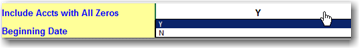 Include Accts with All Zeros Y
Y
Beginning Date N